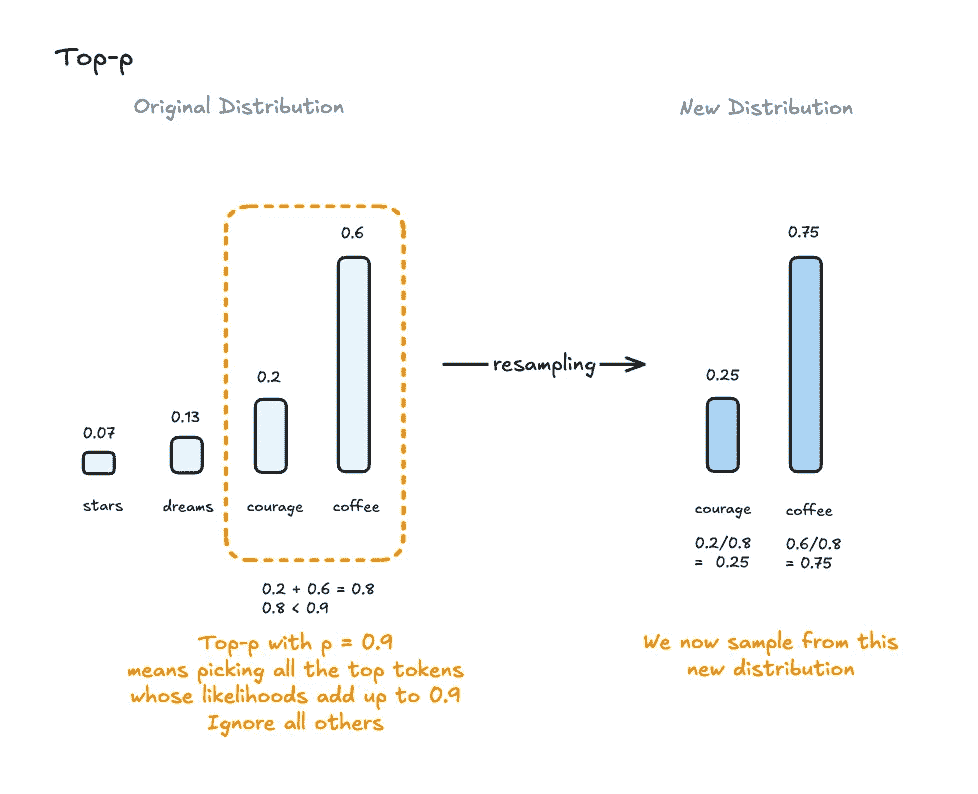 Top-p
Original Distribution
New Distribution
0.07
0.13
0.2
0.6
stars
dreams
courage
coffee
0.2 + 0.6 = 0.8
0.8 < 0.9
Top-p with p = 0.9
means picking all the top tokens
whose likelihoods add up to 0.9
Ignore all others
resampling
0.25
0.75
courage
coffee
0.2/0.8
= 0.25
0.6/0.8
= 0.75
We now sample from this
new distribution